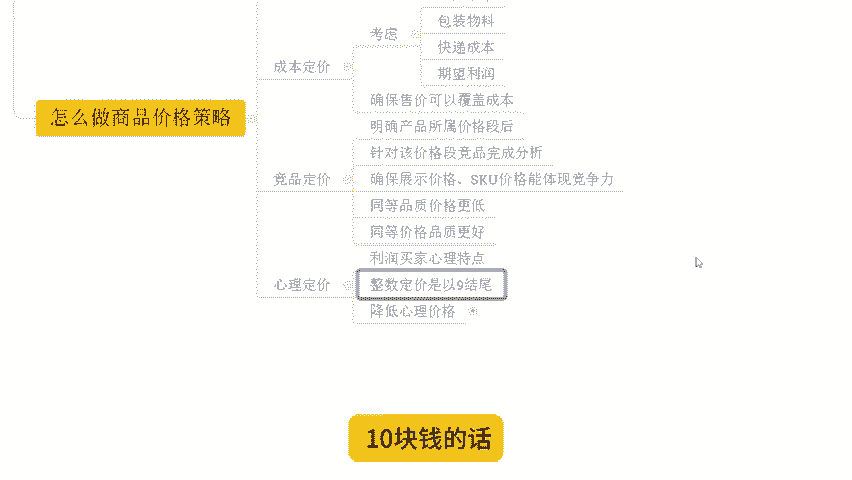 怎么做商品价格策略
成本定价
考虑
包装物料
快递成本
期望利润
确保售价可以覆盖成本
竞品定价
明确产品所属价格段后
针对该价格段竞品完成分析
确保展示价格、SKU价格能体现竞争力
同等品质价格更低
同等价格品质更好
心理定价
利润买家心理特点
整数定价是以9结尾
降低心理价格
10块钱的话